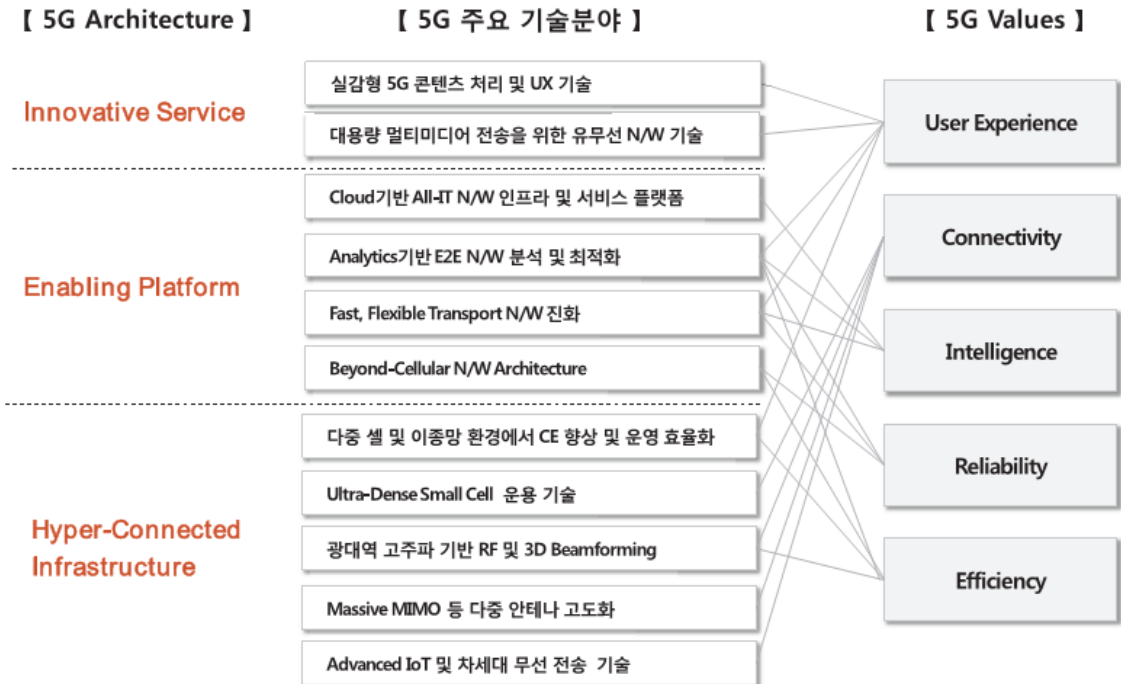 【 5G Architecture 】
【 5G 주요 기술분야 】
【 5G Values 】
Innovative Service
실감형 5G 콘텐츠 처리 및 UX 기술
대용량 멀티미디어 전송을 위한 유무선 N/W 기술
Enabling Platform
Cloud기반 All-IT N/W 인프라 및 서비스 플랫폼
Analytics기반 E2E N/W 분석 및 최적화
Fast, Flexible Transport N/W 진화
Beyond-Cellular N/W Architecture
Hyper-Connected
Infrastructure
다중 셀 및 이종망 환경에서 CE 향상 및 운영 효율화
Ultra-Dense Small Cell 운용 기술
광대역 고주파 기반 RF 및 3D Beamforming
Massive MIMO 등 다중 안테나 고도화
Advanced IoT 및 차세대 무선 전송 기술
User Experience
Connectivity
Intelligence
Reliability
Efficiency